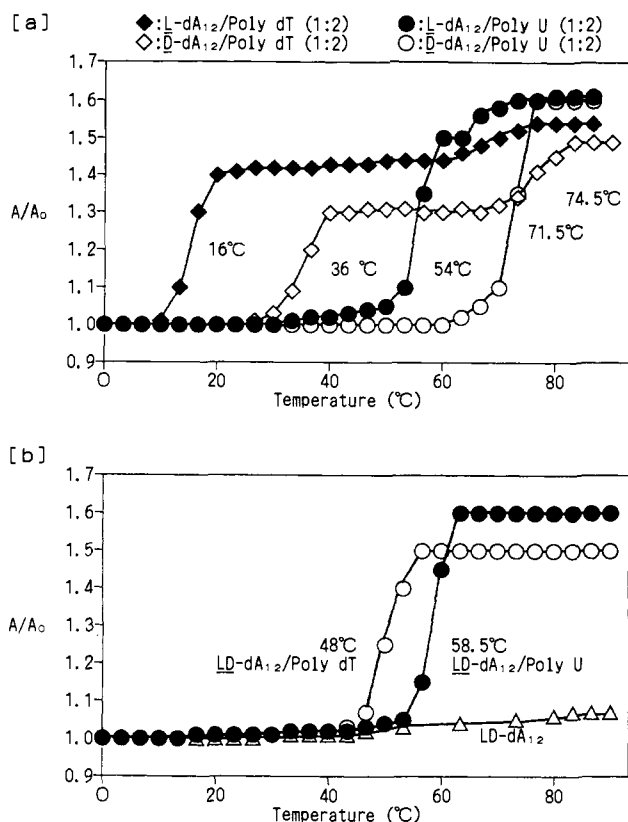 [a]
◆:L-dA₁₂/Poly dT (1:2) ●:L-dA₁₂/Poly U (1:2)
◇:D-dA₁₂/Poly dT (1:2) ○:D-dA₁₂/Poly U (1:2)
1.7
1.6
1.5
1.4
1.3
1.2
1.1
1.0
0.9
A/A₀
16℃
36 ℃
54℃
74.5℃
71.5℃
0 20 40 60 80
Temperature (℃)
[b]
1.7
1.6
1.5
1.4
1.3
1.2
1.1
1.0
0.9
A/A₀
48℃
LD-dA₁₂/Poly dT
58.5℃
LD-dA₁₂/Poly U
LD-dA₁₂
0 20 40 60 80
Temperature (℃)